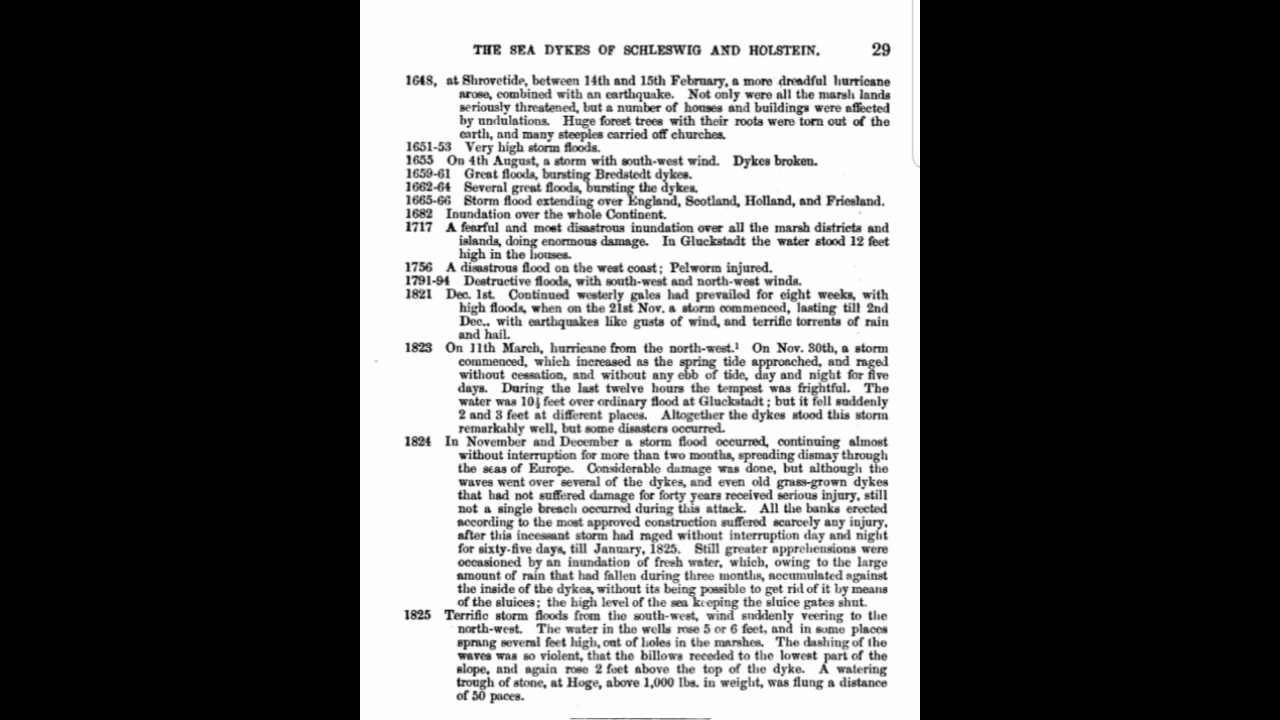 THE SEA DYKES OF SCHLESWIG AND HOLSTEIN. 29
1648, at Shrovetide, between 14th and 15th February, a more dreadful hurricane
arose, combined with an earthquake. Not only were all the marsh lands
seriously threatened, but a number of houses and buildings were affected
by undulations. Huge forest trees with their roots were torn out of the
earth, and many steeples carried off churches.
1651-53 Very high storm floods.
1655 On 4th August, a storm with south-west wind. Dykes broken.
1659-61 Great floods, bursting Bredstedt dykes.
1662-64 Several great floods, bursting the dykes.
1665-66 Storm flood extending over England, Scotland, Holland, and Friesland.
1682 Inundation over the whole Continent.
1717 A fearful and most disastrous inundation over all the marsh districts and
islands, doing enormous damage. In Gluckstadt the water stood 12 feet
high in the houses.
1756 A disastrous flood on the west coast; Pelworm injured.
1791-94 Destructive floods, with south-west and north-west winds.
1821 Dec. 1st. Continued westerly gales had prevailed for eight weeks, with
high floods, when on the 21st Nov. a storm commenced, lasting till 2nd
Dec.. with earthquakes like gusts of wind, and terrific torrents of rain
and hail.
1823 On 11th March, hurricane from the north-west.¹ On Nov. 30th, a storm
commenced, which increased as the spring tide approached, and raged
without cessation, and without any ebb of tide, day and night for five
days. During the last twelve hours the tempest was frightful. The
water was 10½ feet over ordinary flood at Gluckstadt; but it fell suddenly
2 and 3 feet at different places. Altogether the dykes stood this storm
remarkably well, but some disasters occurred.
1824 In November and December a storm flood occurred, continuing almost
without interruption for more than two months, spreading dismay through
the seas of Europe. Considerable damage was done, but although the
waves went over several of the dykes, and even old grass-grown dykes
that had not suffered damage for forty years received serious injury, still
not a single breach occurred during this attack. All the banks erected
according to the most approved construction suffered scarcely any injury,
after this incessant storm had raged without interruption day and night
for sixty-five days, till January, 1825. Still greater apprehensions were
occasioned by an inundation of fresh water, which, owing to the large
amount of rain that had fallen during three months, accumulated against
the inside of the dykes, without its being possible to get rid of it by means
of the sluices; the high level of the sea keeping the sluice gates shut.
1825 Terrific storm floods from the south-west, wind suddenly veering to the
north-west. The water in the wells rose 5 or 6 feet, and in some places
sprang several feet high, out of holes in the marshes. The dashing of the
waves was so violent, that the billows receded to the lowest part of the
slope, and again rose 2 feet above the top of the dyke. A watering
trough of stone, at Hoge, above 1,000 lbs. in weight, was flung a distance
of 50 paces.